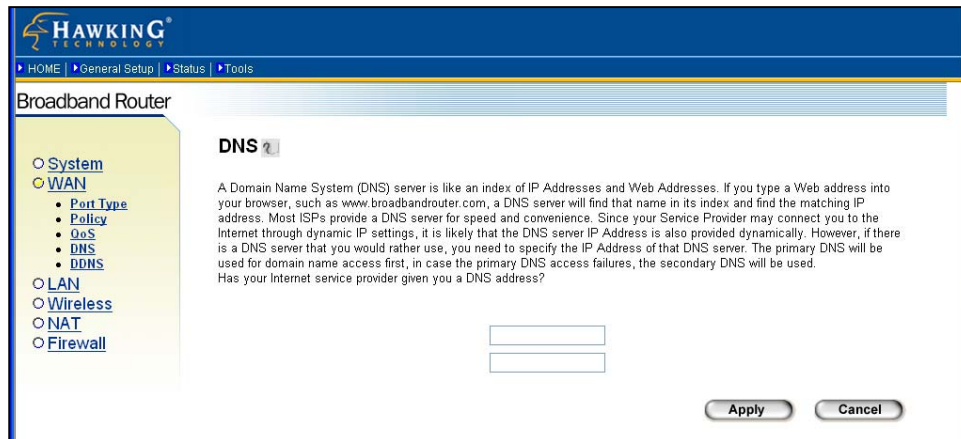 HAWKING®
TECHNOLOGY
HOME | General Setup | Status | Tools
Broadband Router
System
WAN
Port Type
Policy
QoS
DNS
DDNS
LAN
Wireless
NAT
Firewall
DNS
A Domain Name System (DNS) server is like an index of IP Addresses and Web Addresses. If you type a Web address into
your browser, such as www.broadbandrouter.com, a DNS server will find that name in its index and find the matching IP
address. Most ISPs provide a DNS server for speed and convenience. Since your Service Provider may connect you to the
Internet through dynamic IP settings, it is likely that the DNS server IP Address is also provided dynamically. However, if there
is a DNS server that you would rather use, you need to specify the IP Address of that DNS server. The primary DNS will be
used for domain name access first, in case the primary DNS access failures, the secondary DNS will be used.
Has your Internet service provider given you a DNS address?
Apply Cancel